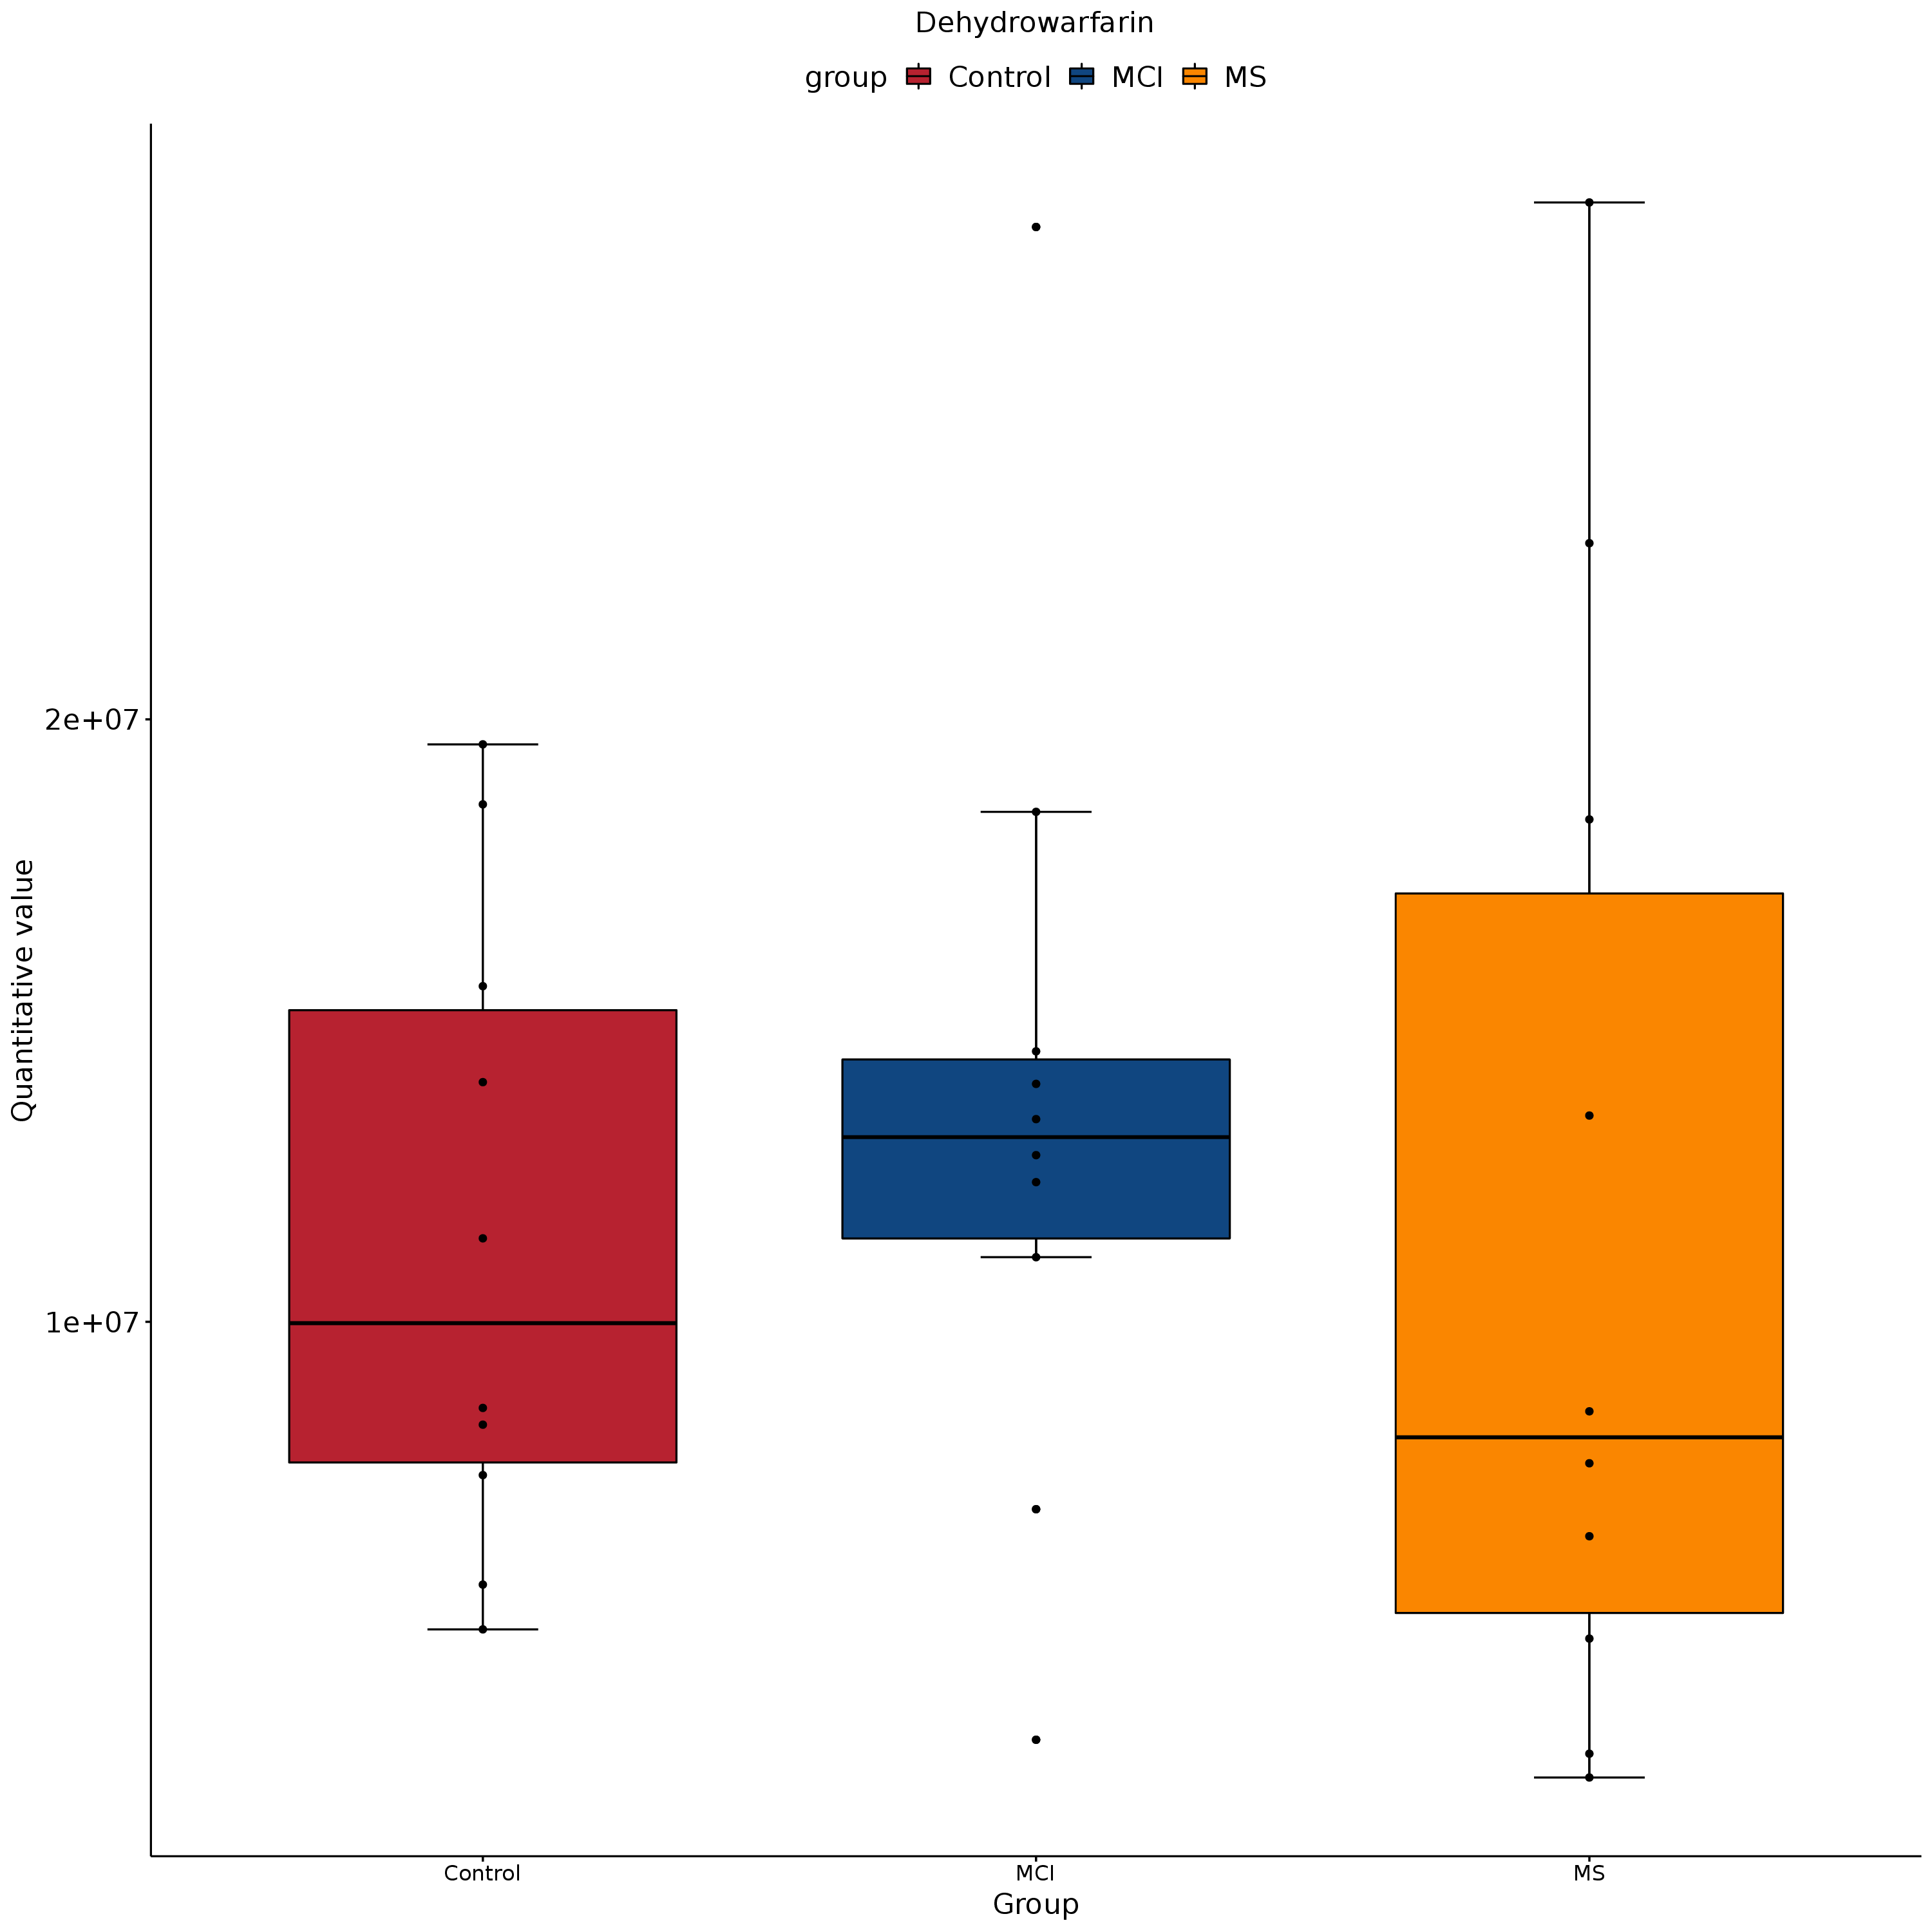 Dehydrowarfarin
group Control MCI MS
Quantitative value
2e+07
1e+07
Control MCI MS
Group